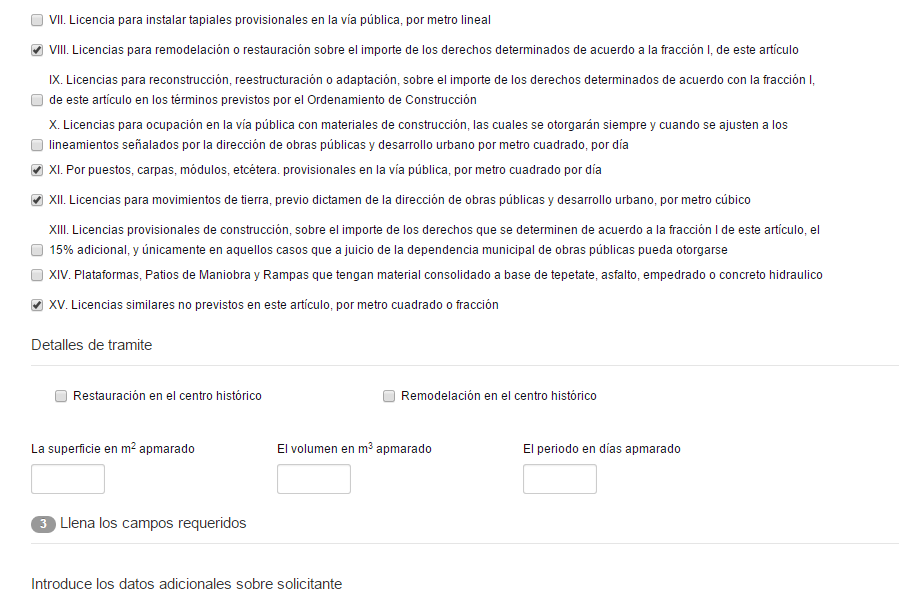 VII. Licencia para instalar tapiales provisionales en la vía pública, por metro lineal
VIII. Licencias para remodelación o restauración sobre el importe de los derechos determinados de acuerdo a la fracción I, de este artículo
IX. Licencias para reconstrucción, reestructuración o adaptación, sobre el importe de los derechos determinados de acuerdo con la fracción I,
de este artículo en los términos previstos por el Ordenamiento de Construcción
X. Licencias para ocupación en la vía pública con materiales de construcción, las cuales se otorgarán siempre y cuando se ajusten a los
lineamientos señalados por la dirección de obras públicas y desarrollo urbano por metro cuadrado, por día
XI. Por puestos, carpas, módulos, etcétera. provisionales en la vía pública, por metro cuadrado por día
XII. Licencias para movimientos de tierra, previo dictamen de la dirección de obras públicas y desarrollo urbano, por metro cúbico
XIII. Licencias provisionales de construcción, sobre el importe de los derechos que se determinen de acuerdo a la fracción I de este artículo, el
15% adicional, y únicamente en aquellos casos que a juicio de la dependencia municipal de obras públicas pueda otorgarse
XIV. Plataformas, Patios de Maniobra y Rampas que tengan material consolidado a base de tepetate, asfalto, empedrado o concreto hidraulico
XV. Licencias similares no previstos en este artículo, por metro cuadrado o fracción
Detalles de tramite
Restauración en el centro histórico Remodelación en el centro histórico
La superficie en m² apmarado El volumen en m³ apmarado El periodo en días apmarado
3 Llena los campos requeridos
Introduce los datos adicionales sobre solicitante